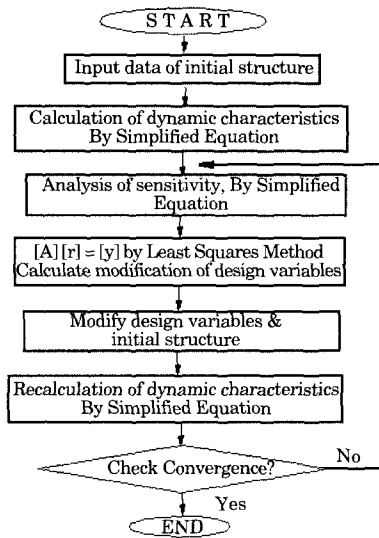 START
Input data of initial structure
Calculation of dynamic characteristics
By Simplified Equation
Analysis of sensitivity, By Simplified
Equation
[A][r] = [y] by Least Squares Method
Calculate modification of design variables
Modify design variables &
initial structure
Recalculation of dynamic characteristics
By Simplified Equation
Check Convergence?
No
Yes
END